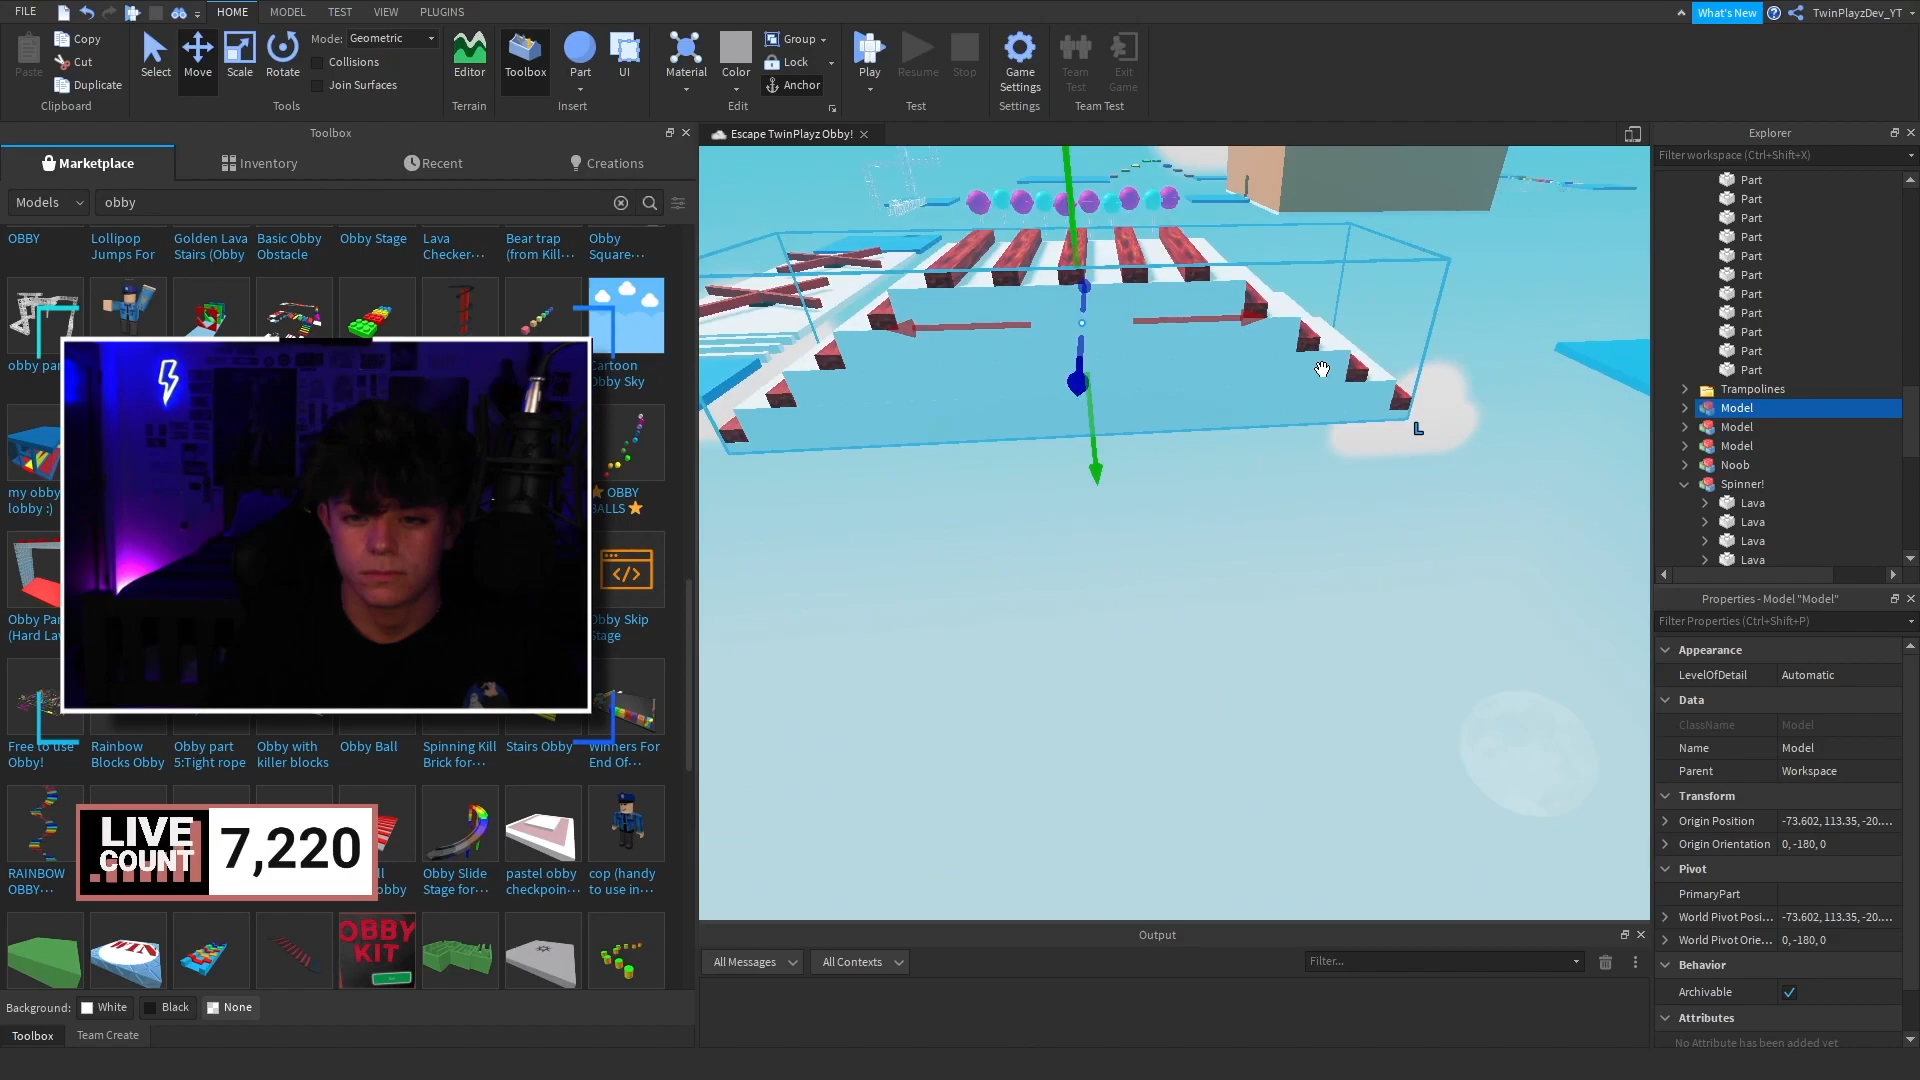 FILE
HOME
MODEL
TEST
VIEW
PLUGINS
What's New
TwinPlayzDev_YT
Paste
Copy
Cut
Duplicate
Clipboard
Select
Move
Scale
Rotate
Mode:
Geometric
Collisions
Join Surfaces
Tools
Editor
Terrain
Toolbox
Part
UI
Insert
Material
Color
Group
Lock
Anchor
Edit
Play
Resume
Stop
Test
Game
Settings
Settings
Team
Test
Exit
Game
Team Test
Toolbox
Marketplace
Inventory
Recent
Creations
Models
obby
OBBY
Lollipop
Jumps For
Golden Lava
Stairs (Obby
Basic Obby
Obstacle
Obby Stage
Lava
Checker···
Bear trap
(from Kill···
Obby
Square···
obby par
Cartoon
Obby Sky
my obby
lobby :)
OBBY
BALLS
Obby Par
(Hard Lav
Obby Skip
Stage
Free to use
Obby!
Rainbow
Blocks Obby
Obby part
5:Tight rope
Obby with
killer blocks
Obby Ball
Spinning Kill
Brick for···
Stairs Obby
Winners For
End Of···
RAINBOW
OBBY···
LIVE
COUNT
7,220
obby
Obby Slide
Stage for···
pastel obby
checkpoin···
cop (handy
to use in···
WIN
OBBY
KIT
Background:
White
Black
None
Toolbox
Team Create
Escape TwinPlayz Obby!
L
Output
All Messages
All Contexts
Filter...
Explorer
Filter workspace (Ctrl+Shift+X)
Part
Part
Part
Part
Part
Part
Part
Part
Part
Part
Part
Trampolines
Model
Model
Model
Noob
Spinner!
Lava
Lava
Lava
Lava
Properties - Model "Model"
Filter Properties (Ctrl+Shift+P)
Appearance
LevelOfDetail
Automatic
Data
ClassName
Model
Name
Model
Parent
Workspace
Transform
Origin Position
-73.602, 113.35, -20....
Origin Orientation
0, -180, 0
Pivot
PrimaryPart
World Pivot Posi...
-73.602, 113.35, -20....
World Pivot Orie...
0, -180, 0
Behavior
Archivable
Attributes
No Attribute has been added yet